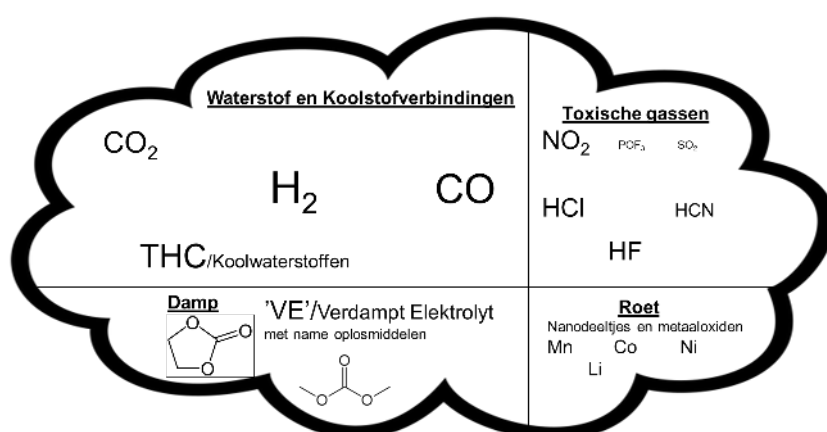 Waterstof en Koolstofverbindingen
CO₂
H₂
CO
THC/Koolwaterstoffen
Toxische gassen
NO₂ POF₃ SO₂
HCl HCN
HF
Damp
'VE'/Verdampt Elektrolyt
met name oplosmiddelen
O
O
O
O
O
O
Roet
Nanodeeltjes en metaaloxiden
Mn Co Ni
Li